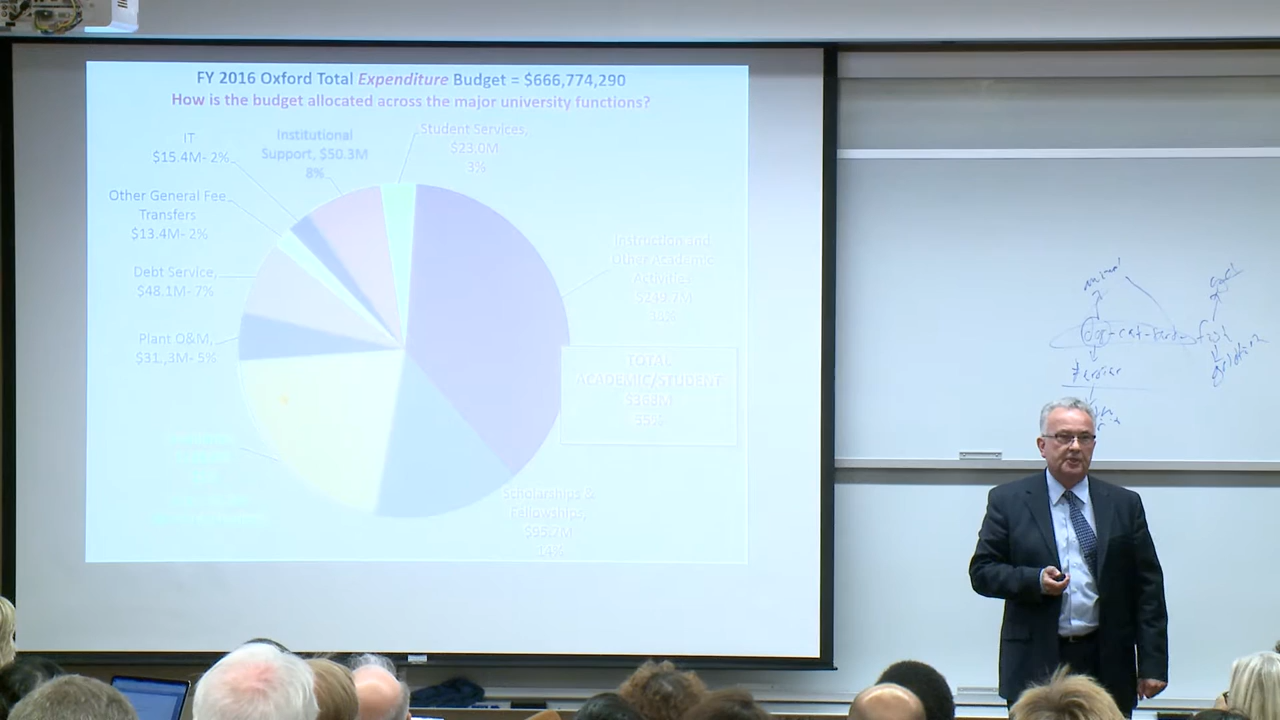 FY 2016 Oxford Total Expenditure Budget = $666,774,290
How is the budget allocated across the major university functions?
Student Services,
$23.0M
3%
Institutional
Support, $50.3M
8%
IT
$15.4M- 2%
Other General Fee
Transfers
$13.4M- 2%
Debt Service,
$48.1M- 7%
Plant O&M,
$31.,3M- 5%
Instruction and
Other Academic
Activities
$249.7M
TOTAL
ACADEMIC/STUDENT
$368M
55%
Scholarships &
Fellowships,
$95.2M
14%